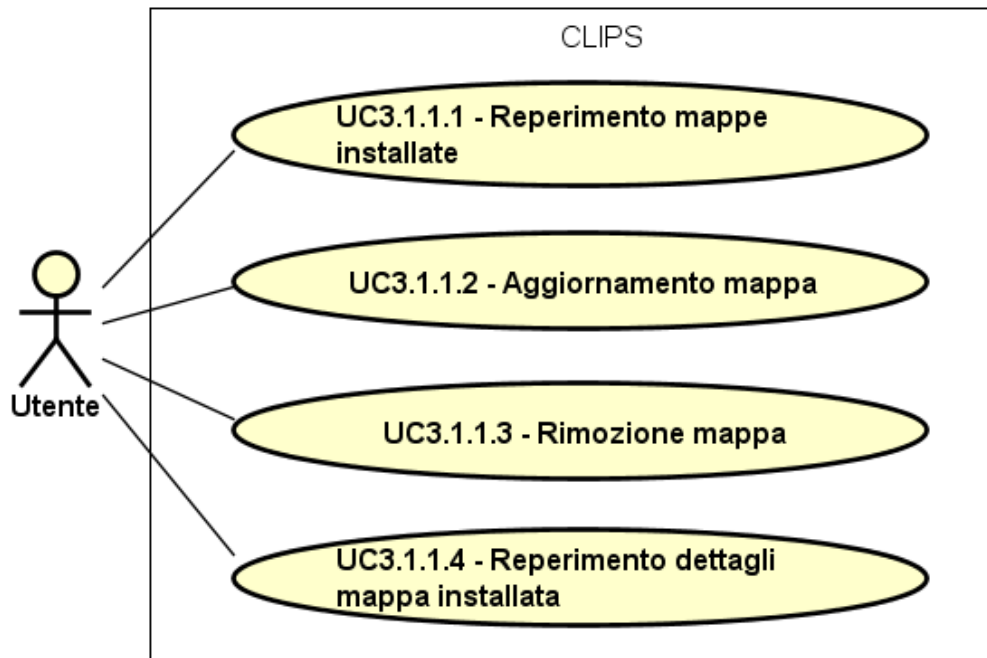 CLIPS
UC3.1.1.1 - Reperimento mappe
installate
UC3.1.1.2 - Aggiornamento mappa
Utente
UC3.1.1.3 - Rimozione mappa
UC3.1.1.4 - Reperimento dettagli
mappa installata